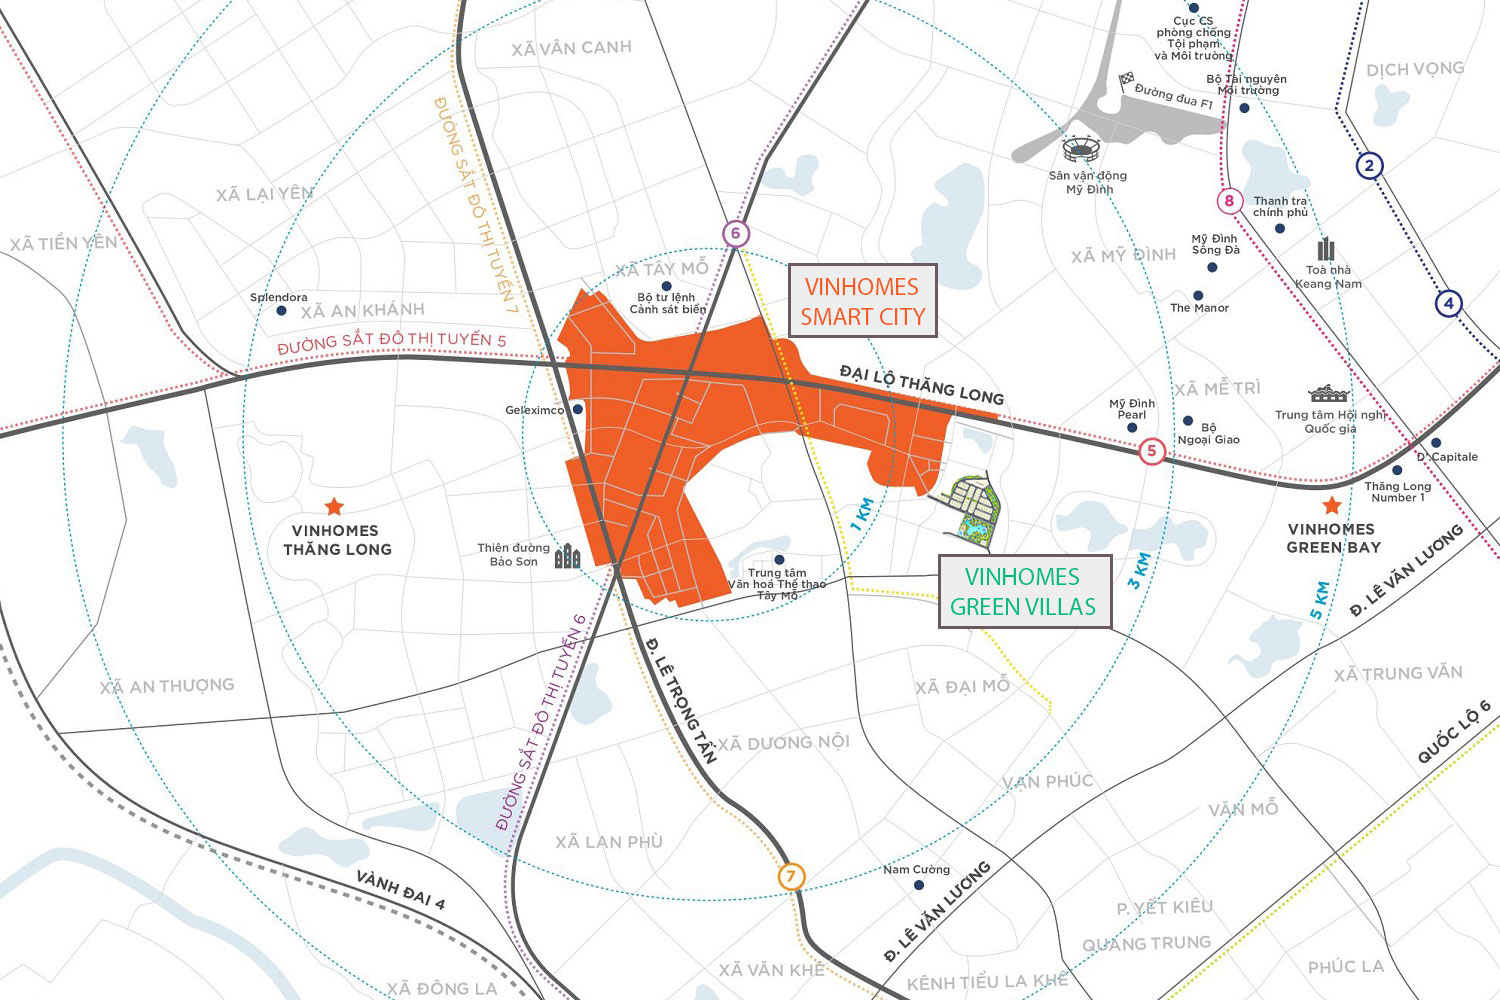 XÃ VÂN CANH
Cục CS
phòng chống
Tội phạm
và Môi trường
Bộ Tài nguyên
Môi trường
DỊCH VỌNG
Đường đua F1
Sân vận động
Mỹ Đình
2
8
Thanh tra
chính phủ
XÃ LẠI YÊN
XÃ TIỀN YÊN
ĐƯỜNG SẮT ĐÔ THỊ TUYẾN 7
6
Mỹ Đình
Sông Đà
XÃ MỸ ĐÌNH
Toà nhà
Keang Nam
XÃ TÂY MỖ
Bộ tư lệnh
Cảnh sát biển
VINHOMES
SMART CITY
The Manor
4
Splendora
XÃ AN KHÁNH
ĐƯỜNG SẮT ĐÔ THỊ TUYẾN 5
ĐẠI LỘ THĂNG LONG
XÃ MỄ TRÌ
Geleximco
Mỹ Đình
Pearl
Bộ
Ngoại Giao
Trung tâm Hội nghị
Quốc gia
5
D'.Capitale
Thăng Long
Number 1
VINHOMES
THĂNG LONG
1 KM
VINHOMES
GREEN BAY
Thiên đường
Bảo Sơn
Trung tâm
Văn hoá Thể thao
Tây Mỗ
VINHOMES
GREEN VILLAS
3 KM
5 KM
Đ. LÊ VĂN LƯƠNG
ĐƯỜNG SẮT ĐÔ THỊ TUYẾN 6
Đ. LÊ TRỌNG TẤN
XÃ AN THƯỢNG
XÃ ĐẠI MỖ
XÃ TRUNG VĂN
QUỐC LỘ 6
XÃ DƯƠNG NỘI
VẠN PHÚC
VĂN MỖ
XÃ LẠN PHÙ
7
Nam Cường
VÀNH ĐAI 4
Đ. LÊ VĂN LƯƠNG
P. YẾT KIÊU
QUANG TRUNG
XÃ VĂN KHÊ
KÊNH TIỂU LA KHÊ
PHÚC LA
XÃ ĐÔNG LA